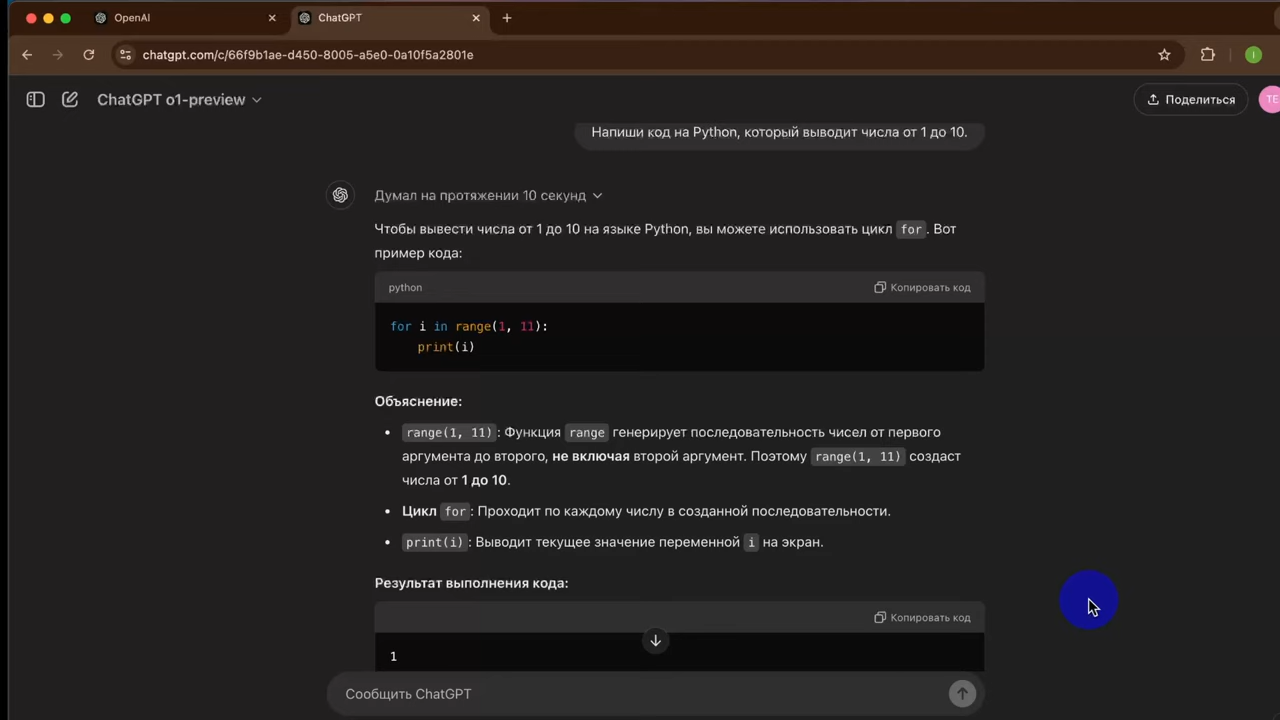 OpenAI
ChatGPT
chatgpt.com/c/66f9b1ae-d450-8005-a5e0-0a10f5a2801e
i
ChatGPT o1-preview
Поделиться
TE
Напиши код на Python, который выводит числа от 1 до 10.
Думал на протяжении 10 секунд
Чтобы вывести числа от 1 до 10 на языке Python, вы можете использовать цикл for. Вот
пример кода:
python
Копировать код
for i in range(1, 11):
    print(i)
Объяснение:
• range(1, 11): Функция range генерирует последовательность чисел от первого
аргумента до второго, не включая второй аргумент. Поэтому range(1, 11) создаст
числа от 1 до 10.
• Цикл for: Проходит по каждому числу в созданной последовательности.
• print(i): Выводит текущее значение переменной i на экран.
Результат выполнения кода:
Копировать код
1
Сообщить ChatGPT